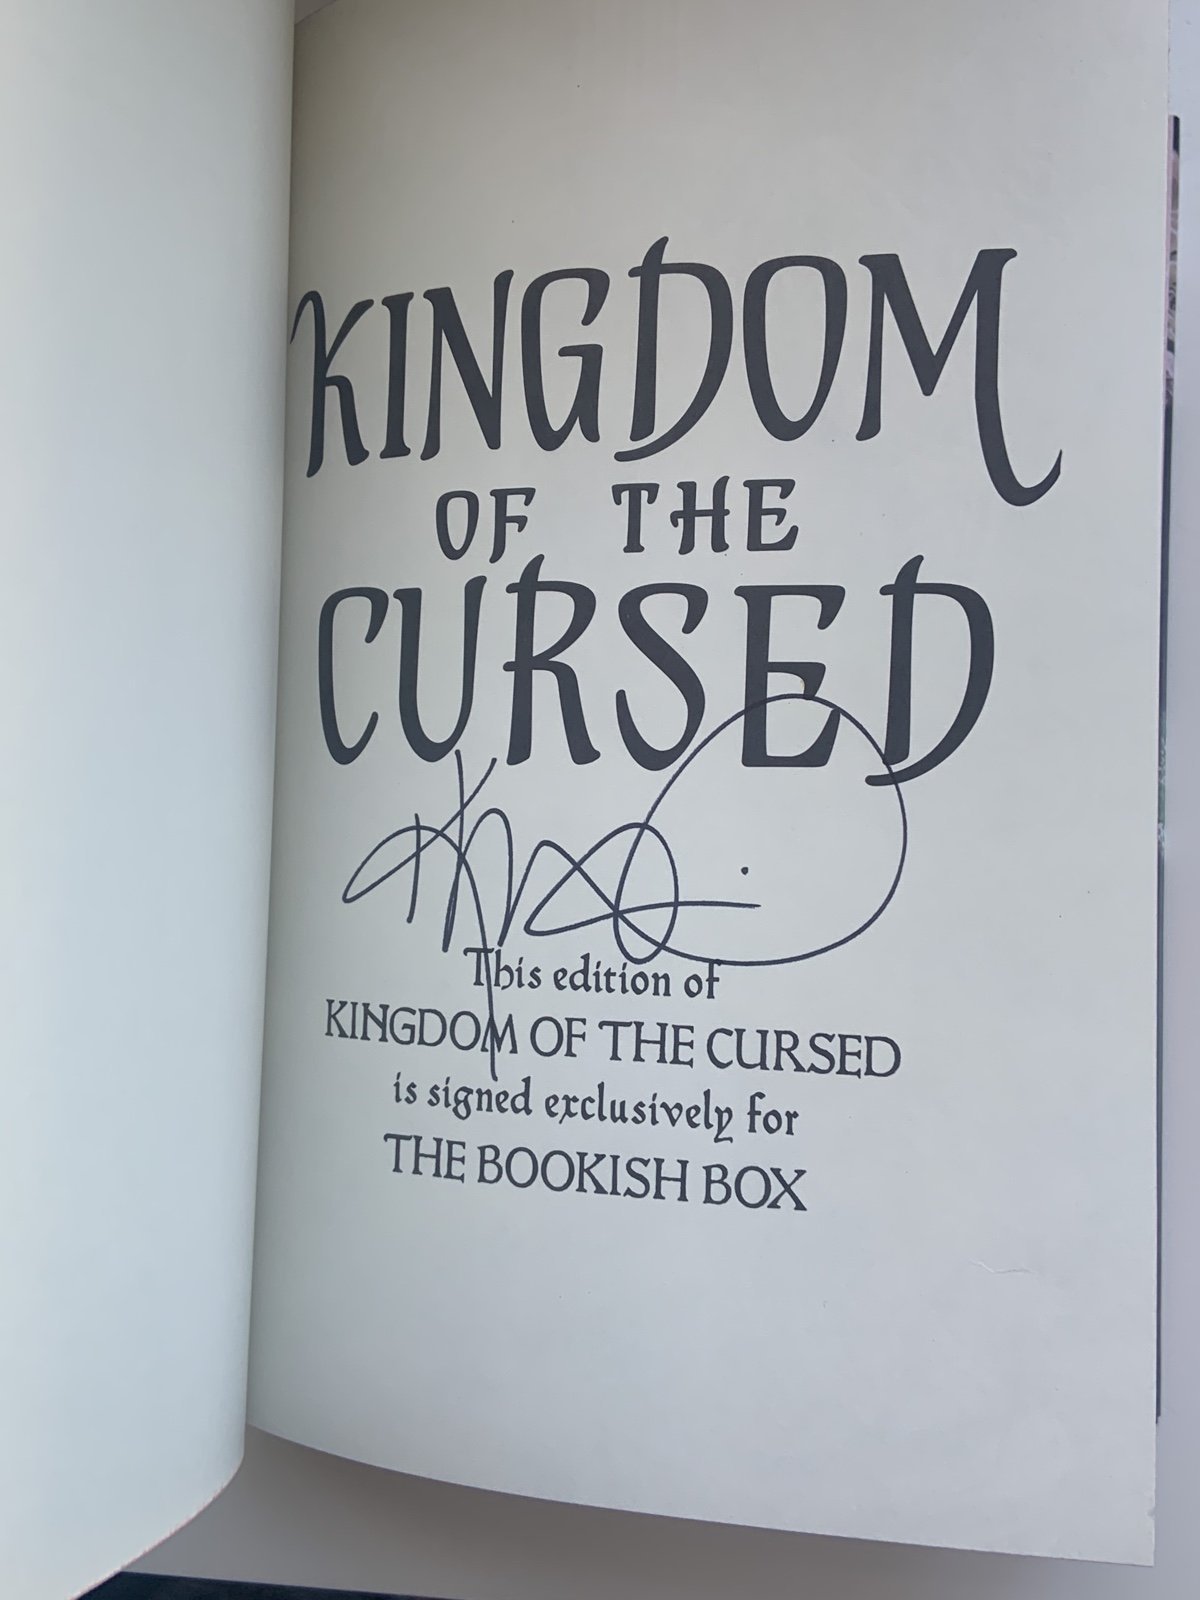 KINGDOM
OF THE
CURSED
This edition of
KINGDOM OF THE CURSED
is signed exclusively for
THE BOOKISH BOX